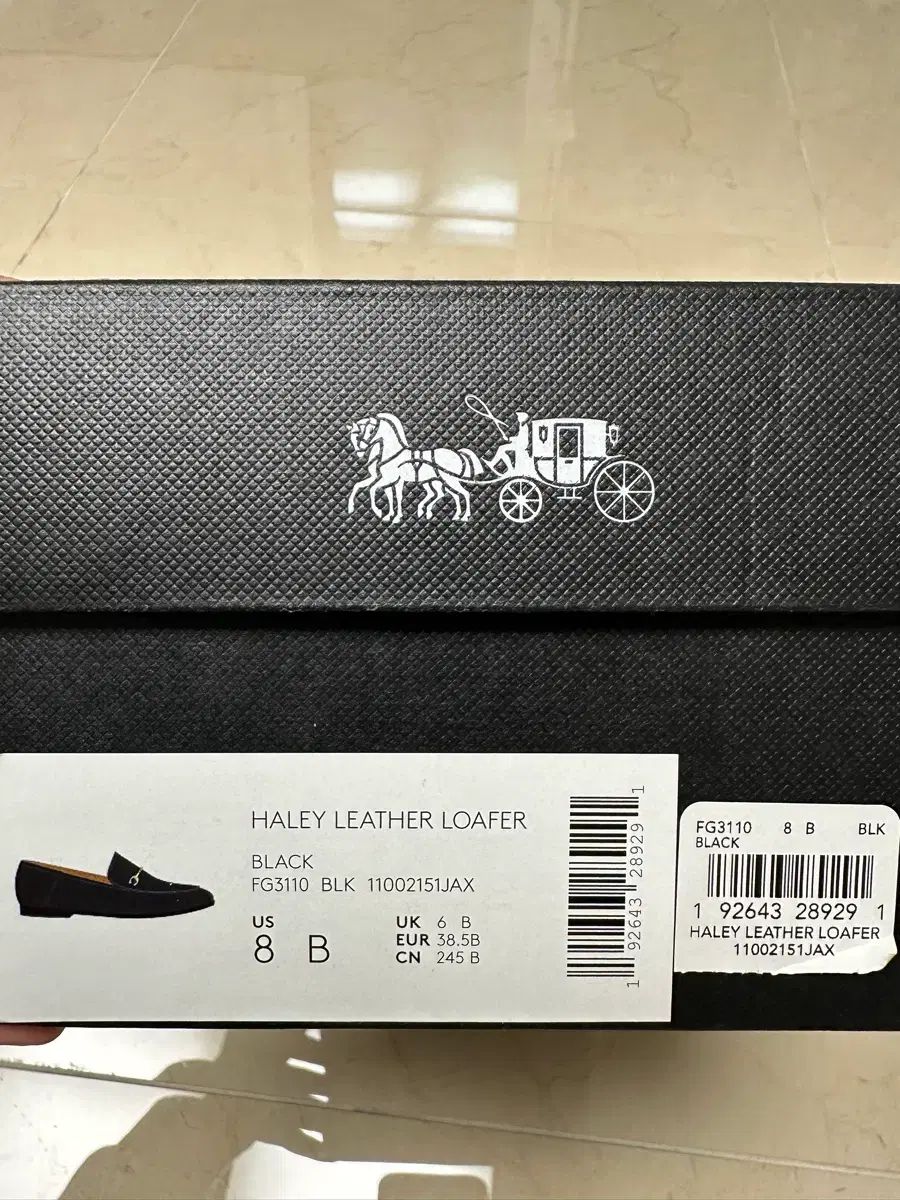 HALEY LEATHER LOAFER
BLACK
FG3110 BLK 11002151JAX
US
8 B
UK 6 B
EUR 38.5B
CN 245 B
1 92643 28929 1
FG3110 8 B BLK
BLACK
1 92643 28929 1
HALEY LEATHER LOAFER
11002151JAX